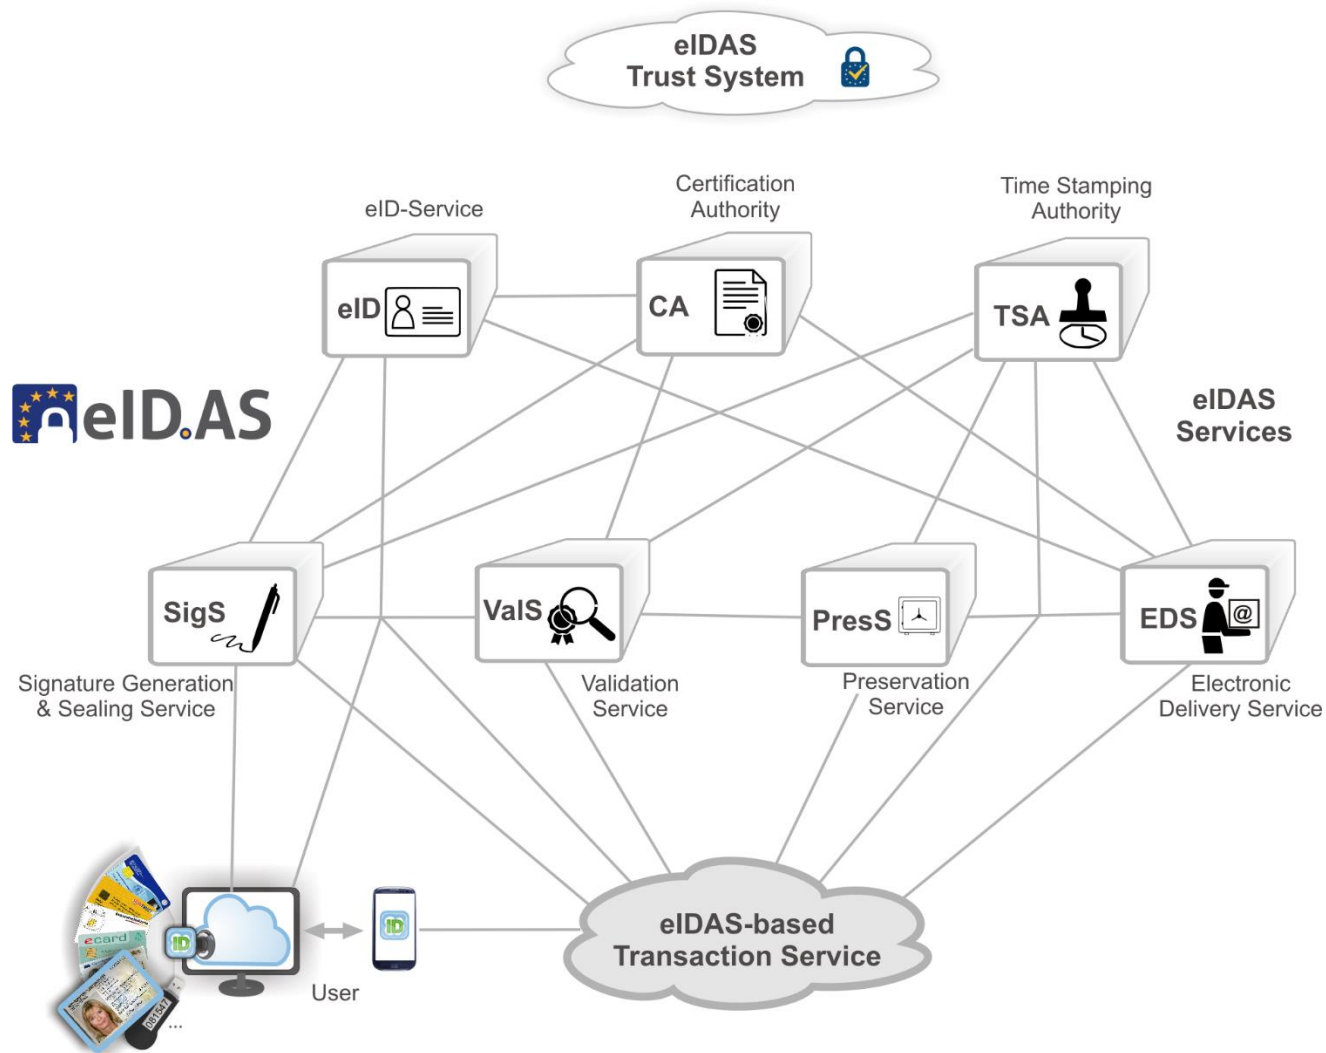 eIDAS
Trust System
eID-Service
Certification
Authority
Time Stamping
Authority
eID
CA
TSA
eID.AS
eIDAS
Services
SigS
ValS
PresS
EDS
@
Signature Generation
& Sealing Service
Validation
Service
Preservation
Service
Electronic
Delivery Service
ecard
ID
ID
081547
...
User
eIDAS-based
Transaction Service